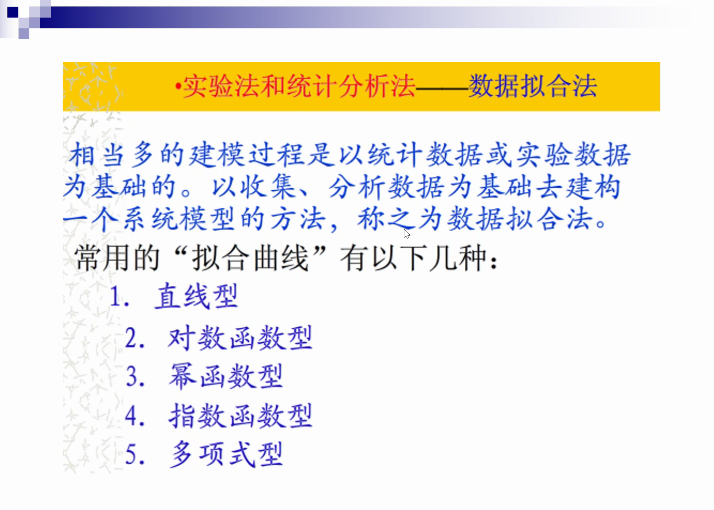 •实验法和统计分析法——数据拟合法
相当多的建模过程是以统计数据或实验数据
为基础的。以收集、分析数据为基础去建构
一个系统模型的方法，称之为数据拟合法。
常用的“拟合曲线”有以下几种：
1. 直线型
2. 对数函数型
3. 幂函数型
4. 指数函数型
5. 多项式型